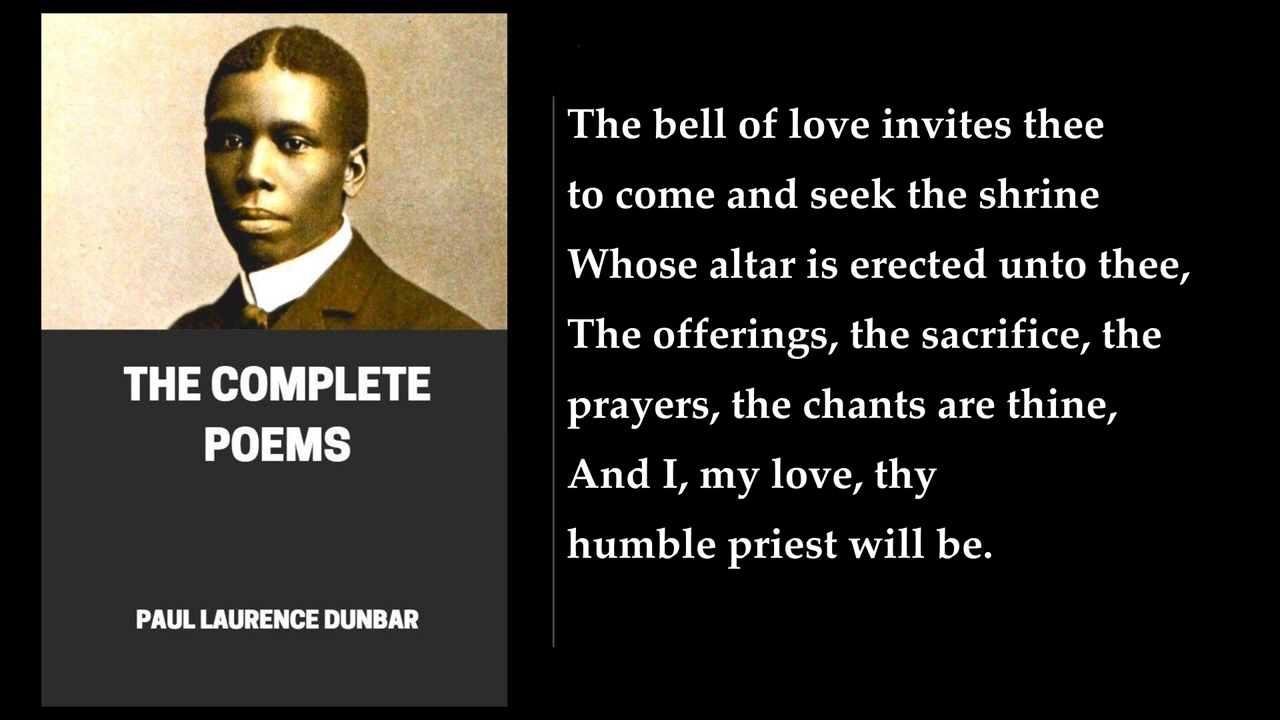 THE COMPLETE
POEMS
PAUL LAURENCE DUNBAR
The bell of love invites thee
to come and seek the shrine
Whose altar is erected unto thee,
The offerings, the sacrifice, the
prayers, the chants are thine,
And I, my love, thy
humble priest will be.